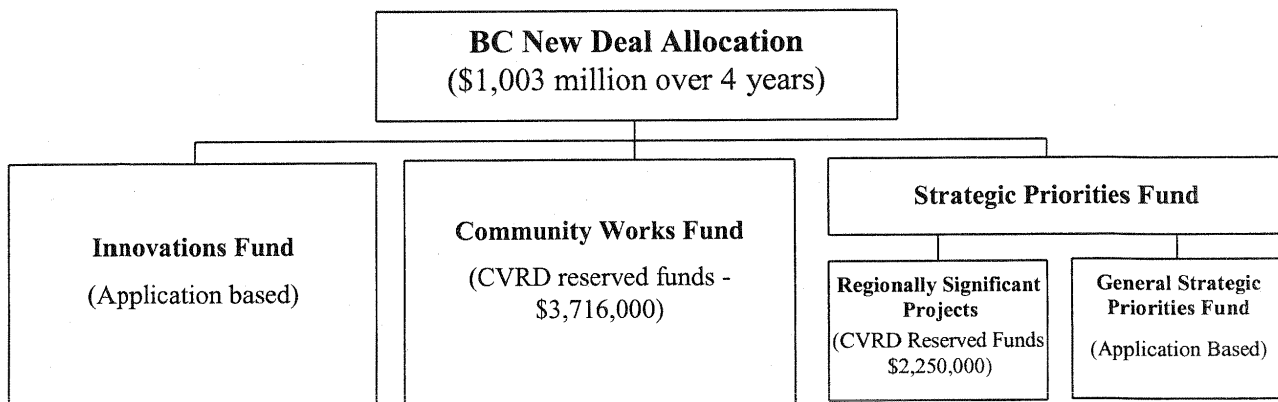 BC New Deal Allocation
($1,003 million over 4 years)
Innovations Fund
(Application based)
Community Works Fund
(CVRD reserved funds -
$3,716,000)
Strategic Priorities Fund
Regionally Significant
Projects
(CVRD Reserved Funds
$2,250,000)
General Strategic
Priorities Fund
(Application Based)